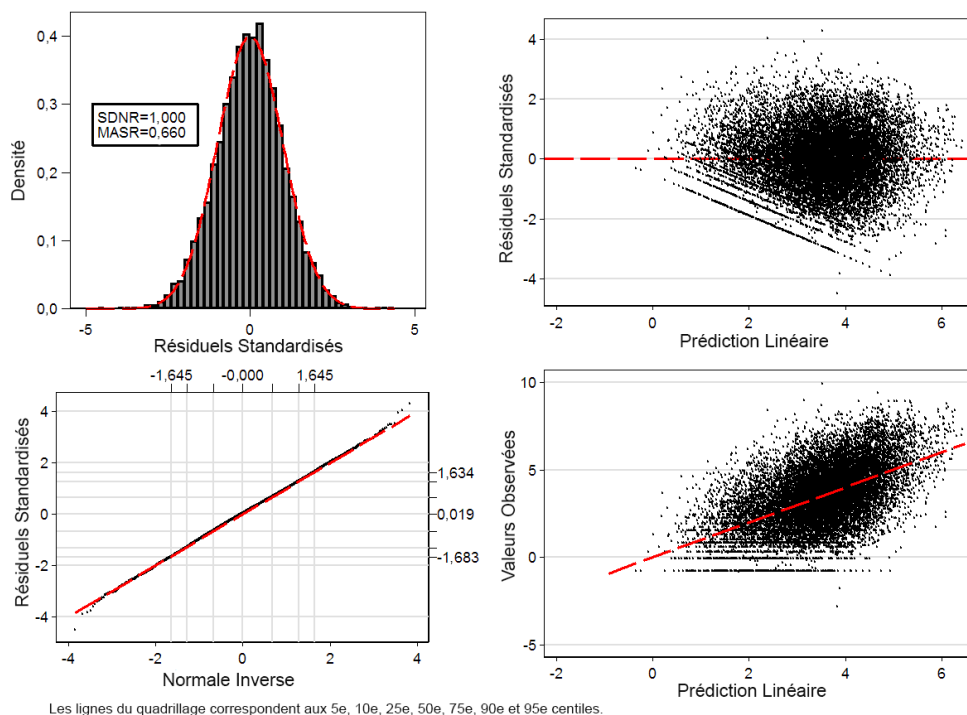 0,4
0,3
0,2
0,1
0,0
Densité
SDNR=1,000
MASR=0,660
-5 0 5
Résiduels Standardisés
4
2
0
-2
-4
Résiduels Standardisés
-2 0 2 4 6
Prédiction Linéaire
-1,645 -0,000 1,645
4
2
0
-2
-4
Résiduels Standardisés
1,634
0,019
-1,683
-4 -2 0 2 4
Normale Inverse
10
5
0
-5
Valeurs Observées
-2 0 2 4 6
Prédiction Linéaire
Les lignes du quadrillage correspondent aux 5e, 10e, 25e, 50e, 75e, 90e et 95e centiles.